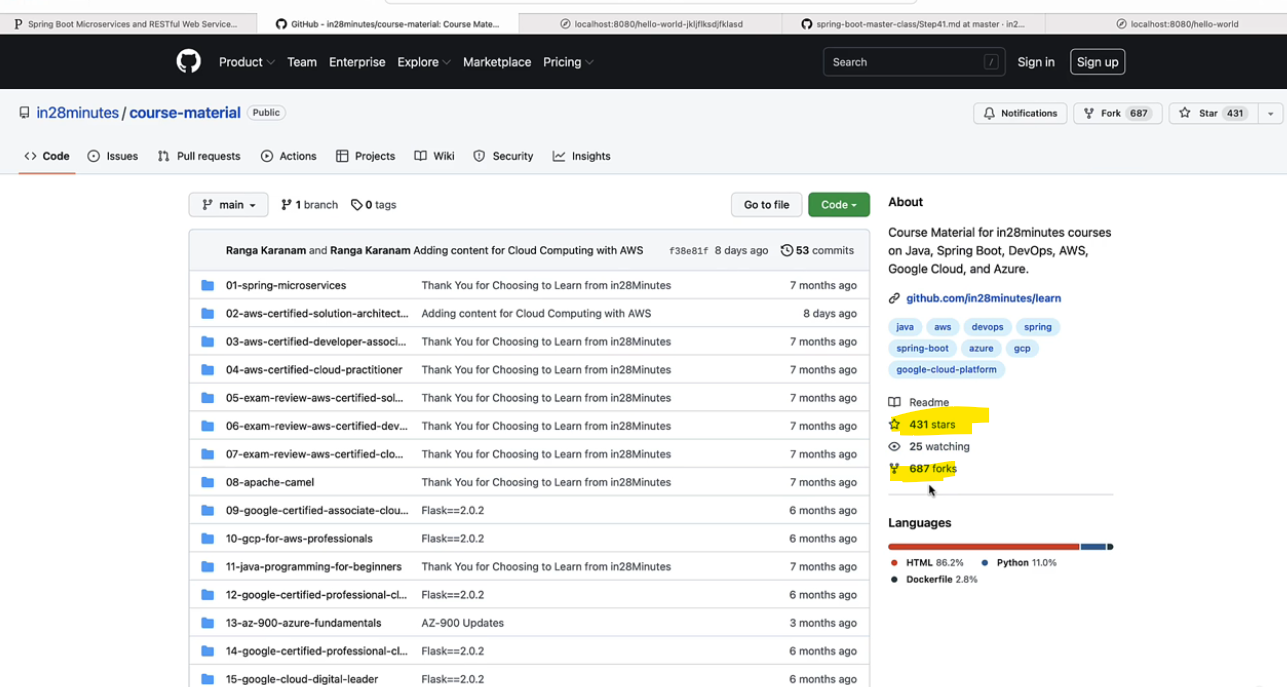 Spring Boot Microservices and RESTful Web Service...
GitHub - in28minutes/course-material: Course Mate...
localhost:8080/hello-world-jkljflksdjfklasd
spring-boot-master-class/Step41.md at master · in2...
localhost:8080/hello-world
Product Team Enterprise Explore Marketplace Pricing Search / Sign in Sign up
in28minutes / course-material Public Notifications Fork 687 Star 431
<> Code Issues Pull requests Actions Projects Wiki Security Insights
main 1 branch 0 tags Go to file Code
Ranga Karanam and Ranga Karanam Adding content for Cloud Computing with AWS f38e81f 8 days ago 53 commits
01-spring-microservices Thank You for Choosing to Learn from in28Minutes 7 months ago
02-aws-certified-solution-architect... Adding content for Cloud Computing with AWS 8 days ago
03-aws-certified-developer-associ... Thank You for Choosing to Learn from in28Minutes 7 months ago
04-aws-certified-cloud-practitioner Thank You for Choosing to Learn from in28Minutes 7 months ago
05-exam-review-aws-certified-sol... Thank You for Choosing to Learn from in28Minutes 7 months ago
06-exam-review-aws-certified-dev... Thank You for Choosing to Learn from in28Minutes 7 months ago
07-exam-review-aws-certified-clo... Thank You for Choosing to Learn from in28Minutes 7 months ago
08-apache-camel Thank You for Choosing to Learn from in28Minutes 7 months ago
09-google-certified-associate-clou... Flask==2.0.2 6 months ago
10-gcp-for-aws-professionals Flask==2.0.2 6 months ago
11-java-programming-for-beginners Thank You for Choosing to Learn from in28Minutes 7 months ago
12-google-certified-professional-cl... Flask==2.0.2 6 months ago
13-az-900-azure-fundamentals AZ-900 Updates 3 months ago
14-google-certified-professional-cl... Flask==2.0.2 6 months ago
15-google-cloud-digital-leader Flask==2.0.2 6 months ago
About
Course Material for in28minutes courses
on Java, Spring Boot, DevOps, AWS,
Google Cloud, and Azure.
github.com/in28minutes/learn
java aws devops spring
spring-boot azure gcp
google-cloud-platform
Readme
431 stars
25 watching
687 forks
Languages
HTML 86.2% Python 11.0%
Dockerfile 2.8%